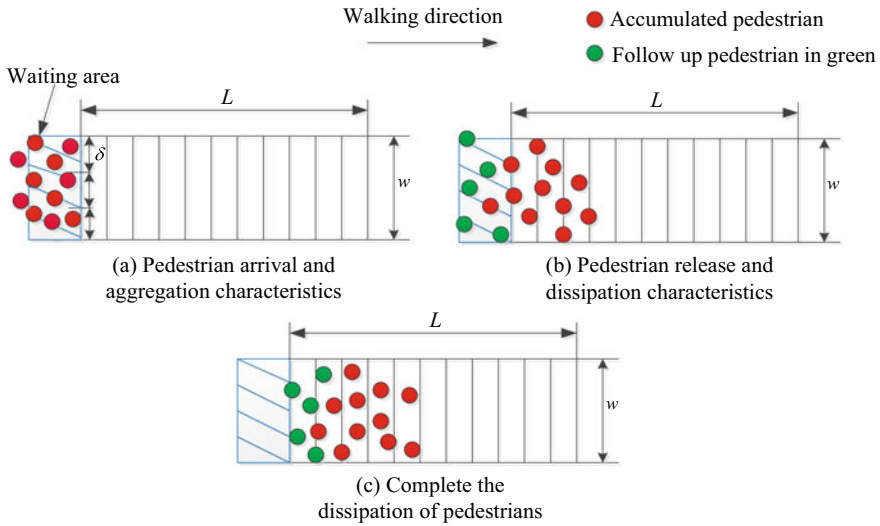 Walking direction
Accumulated pedestrian
Follow up pedestrian in green
Waiting area
L
δ
w
(a) Pedestrian arrival and
aggregation characteristics
L
w
(b) Pedestrian release and
dissipation characteristics
L
w
(c) Complete the
dissipation of pedestrians